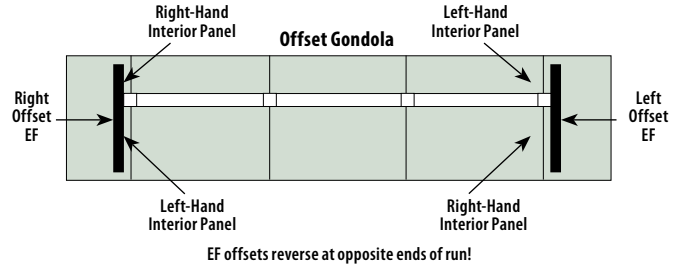 Right-Hand
Interior Panel
Offset Gondola
Left-Hand
Interior Panel
Right
Offset
EF
Left
Offset
EF
Left-Hand
Interior Panel
Right-Hand
Interior Panel
EF offsets reverse at opposite ends of run!